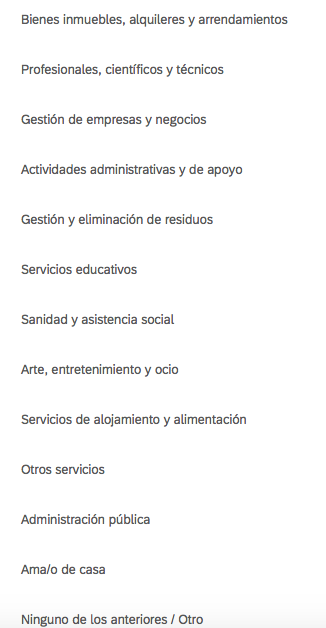 Bienes inmuebles, alquileres y arrendamientos
Profesionales, científicos y técnicos
Gestión de empresas y negocios
Actividades administrativas y de apoyo
Gestión y eliminación de residuos
Servicios educativos
Sanidad y asistencia social
Arte, entretenimiento y ocio
Servicios de alojamiento y alimentación
Otros servicios
Administración pública
Ama/o de casa
Ninguno de los anteriores / Otro